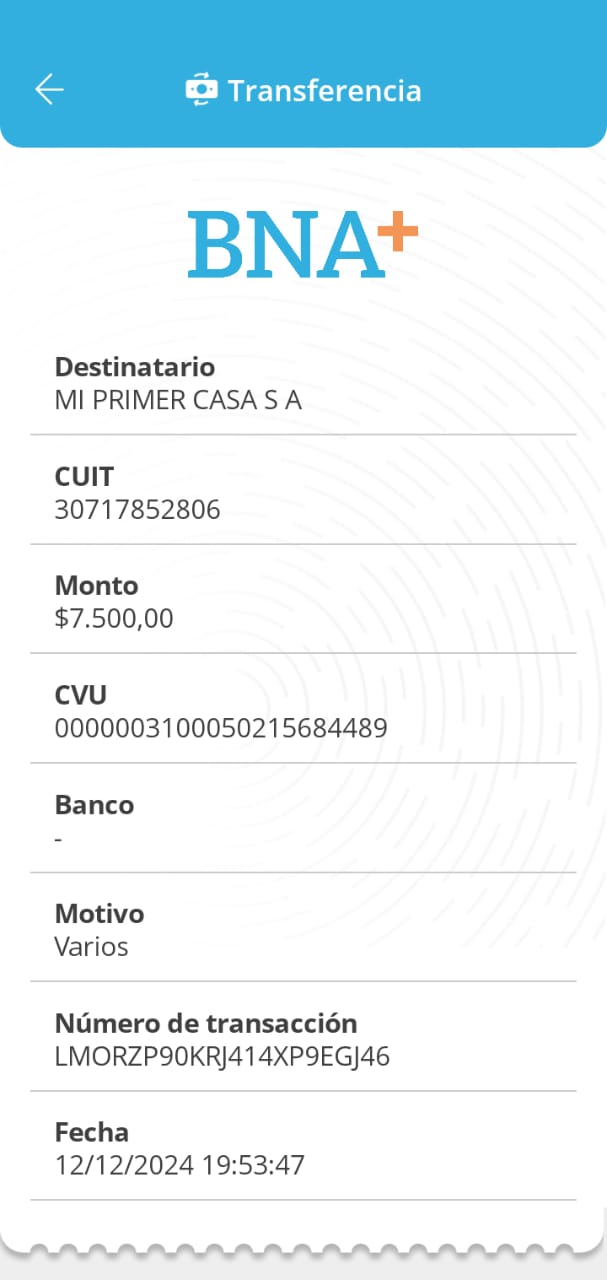 Transferencia
BNA+
Destinatario
MI PRIMER CASA S A
CUIT
30717852806
Monto
$7.500,00
CVU
0000003100050215684489
Banco
-
Motivo
Varios
Número de transacción
LMORZP90KRJ414XP9EGJ46
Fecha
12/12/2024 19:53:47